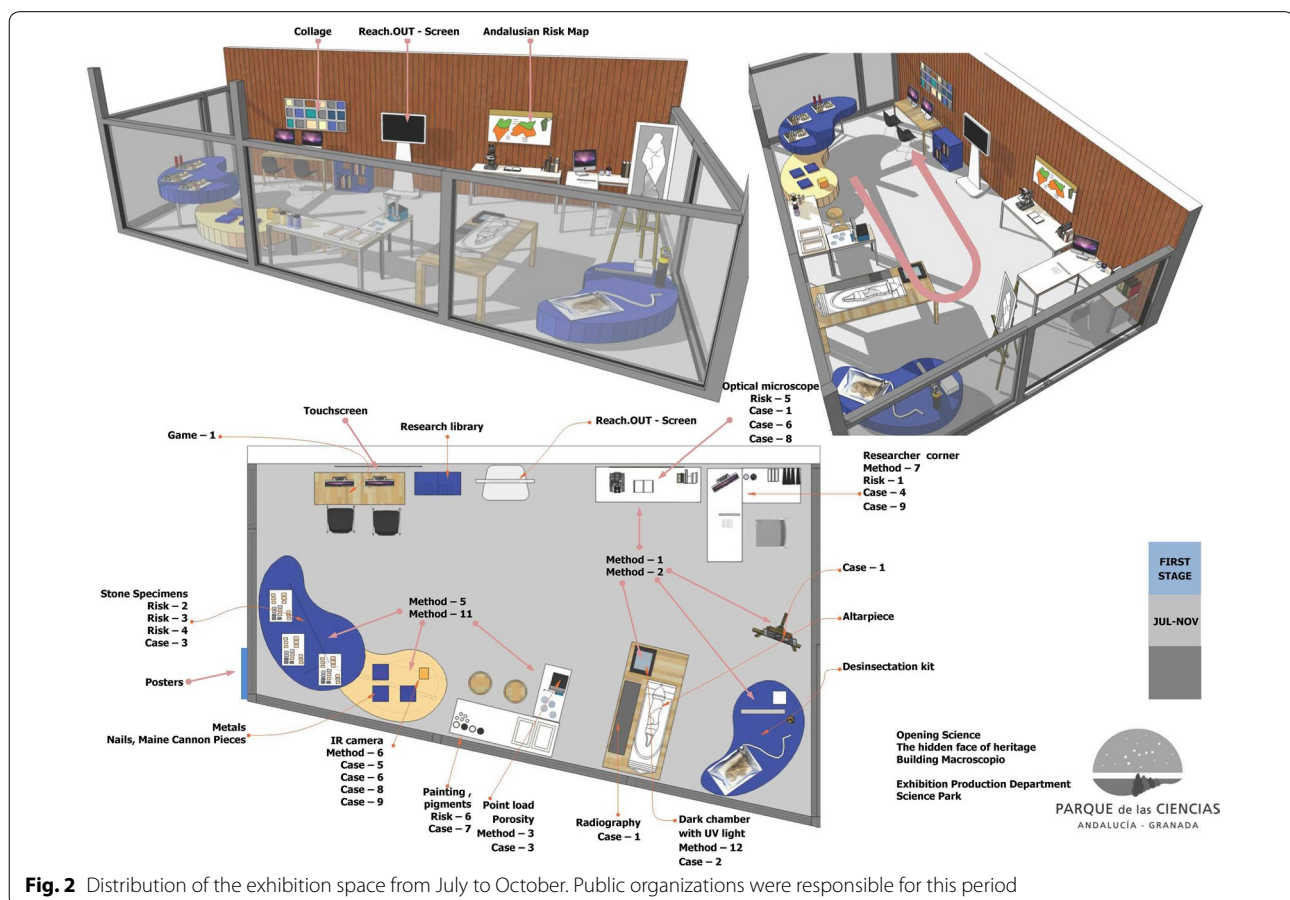 Collage
Reach.OUT - Screen
Andalusian Risk Map
Optical microscope
Risk – 5
Case – 1
Case – 6
Case – 8
Touchscreen
Game – 1
Research library
Reach.OUT - Screen
Researcher corner
Method – 7
Risk – 1
Case – 4
Case – 9
Method – 1
Method – 2
Case – 1
Altarpiece
Desinsectation kit
Stone Specimens
Risk – 2
Risk – 3
Risk – 4
Case – 3
Method – 5
Method – 11
Posters
Metals
Nails, Maine Cannon Pieces
IR camera
Method – 6
Case – 5
Case – 6
Case – 8
Case – 9
Painting ,
pigments
Risk – 6
Case – 7
Point load
Porosity
Method – 3
Case – 3
Radiography
Case – 1
Dark chamber
with UV light
Method – 12
Case – 2
FIRST
STAGE
JUL-NOV
Opening Science
The hidden face of heritage
Building Macroscopio
Exhibition Production Department
Science Park
PARQUE de las CIENCIAS
ANDALUCÍA - GRANADA
Fig. 2 Distribution of the exhibition space from July to October. Public organizations were responsible for this period